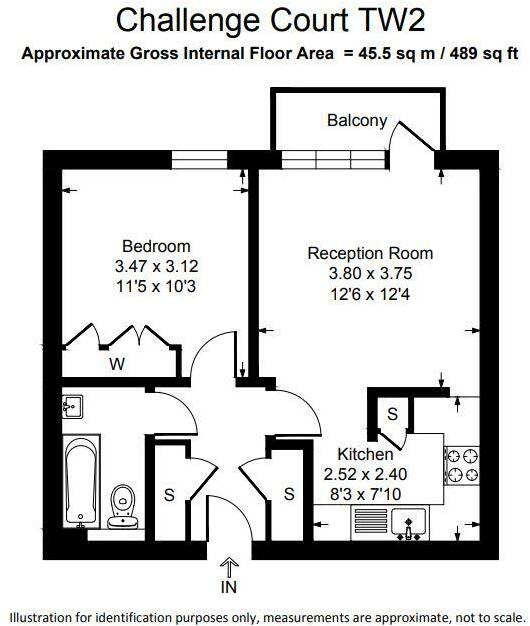 Challenge Court TW2
Approximate Gross Internal Floor Area = 45.5 sq m / 489 sq ft
Balcony
Bedroom
3.47 x 3.12
11'5 x 10'3
Reception Room
3.80 x 3.75
12'6 x 12'4
W
S
Kitchen
2.52 x 2.40
8'3 x 7'10
S
S
IN
Illustration for identification purposes only, measurements are approximate, not to scale.